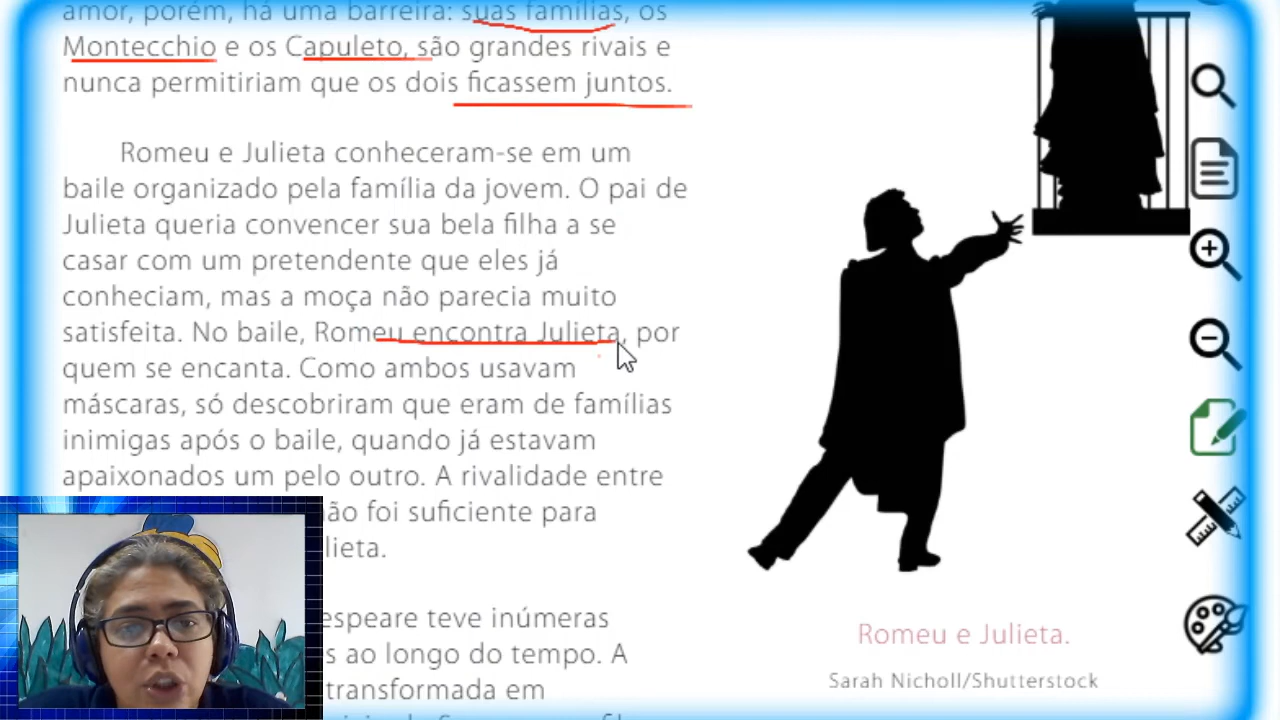 amor, porém, há uma barreira: suas famílias, os
Montecchio e os Capuleto, são grandes rivais e
nunca permitiriam que os dois ficassem juntos.
Romeu e Julieta conheceram-se em um
baile organizado pela família da jovem. O pai de
Julieta queria convencer sua bela filha a se
casar com um pretendente que eles já
conheciam, mas a moça não parecia muito
satisfeita. No baile, Romeu encontra Julieta, por
quem se encanta. Como ambos usavam
máscaras, só descobriram que eram de famílias
inimigas após o baile, quando já estavam
apaixonados um pelo outro. A rivalidade entre
não foi suficiente para
lieta.
espeare teve inúmeras
s ao longo do tempo. A
transformada em
Romeu e Julieta.
Sarah Nicholl/Shutterstock